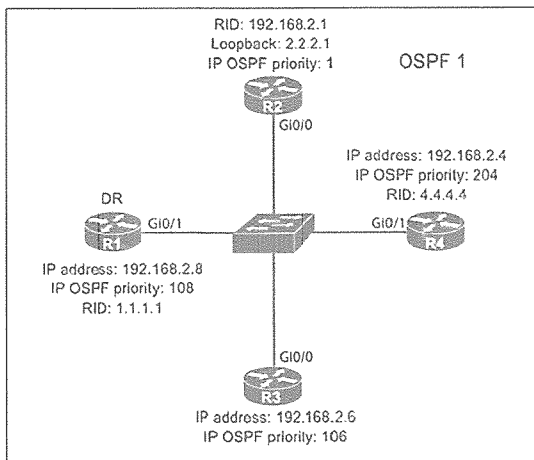 RID: 192.168.2.1
Loopback: 2.2.2.1
IP OSPF priority: 1
OSPF 1
R2
Gi0/0
IP address: 192.168.2.4
IP OSPF priority: 204
RID: 4.4.4.4
DR
Gi0/1
Gi0/1
R1
R4
IP address: 192.168.2.8
IP OSPF priority: 108
RID: 1.1.1.1
Gi0/0
R3
IP address: 192.168.2.6
IP OSPF priority: 106